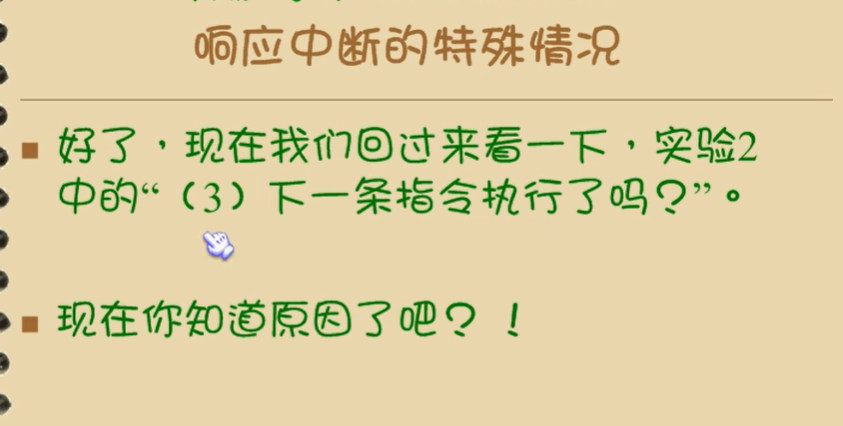 响应中断的特殊情况
好了，现在我们回过来看一下，实验2
中的“（3）下一条指令执行了吗？”。
现在你知道原因了吧？！